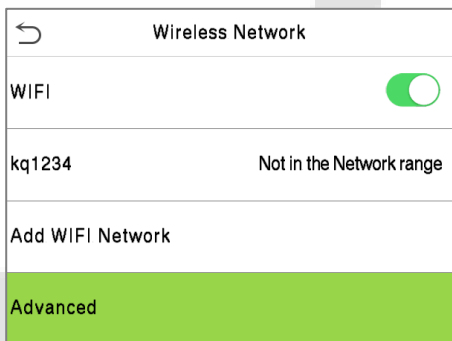 Wireless Network
WIFI
kq1234 Not in the Network range
Add WIFI Network
Advanced